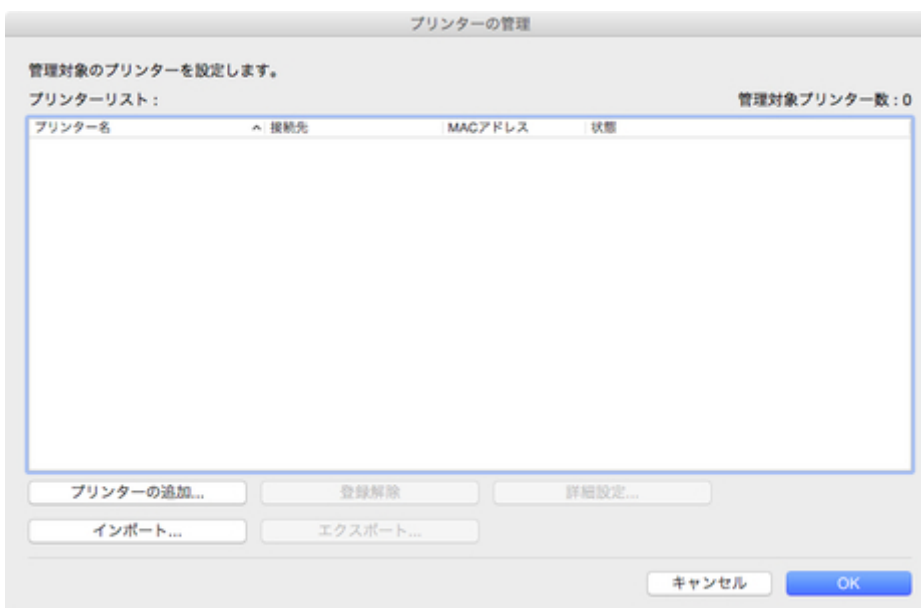 プリンターの管理
管理対象のプリンターを設定します。
プリンターリスト： 管理対象プリンター数：0
プリンター名 接続先 MACアドレス 状態
プリンターの追加... 登録解除 詳細設定...
インポート... エクスポート...
キャンセル OK